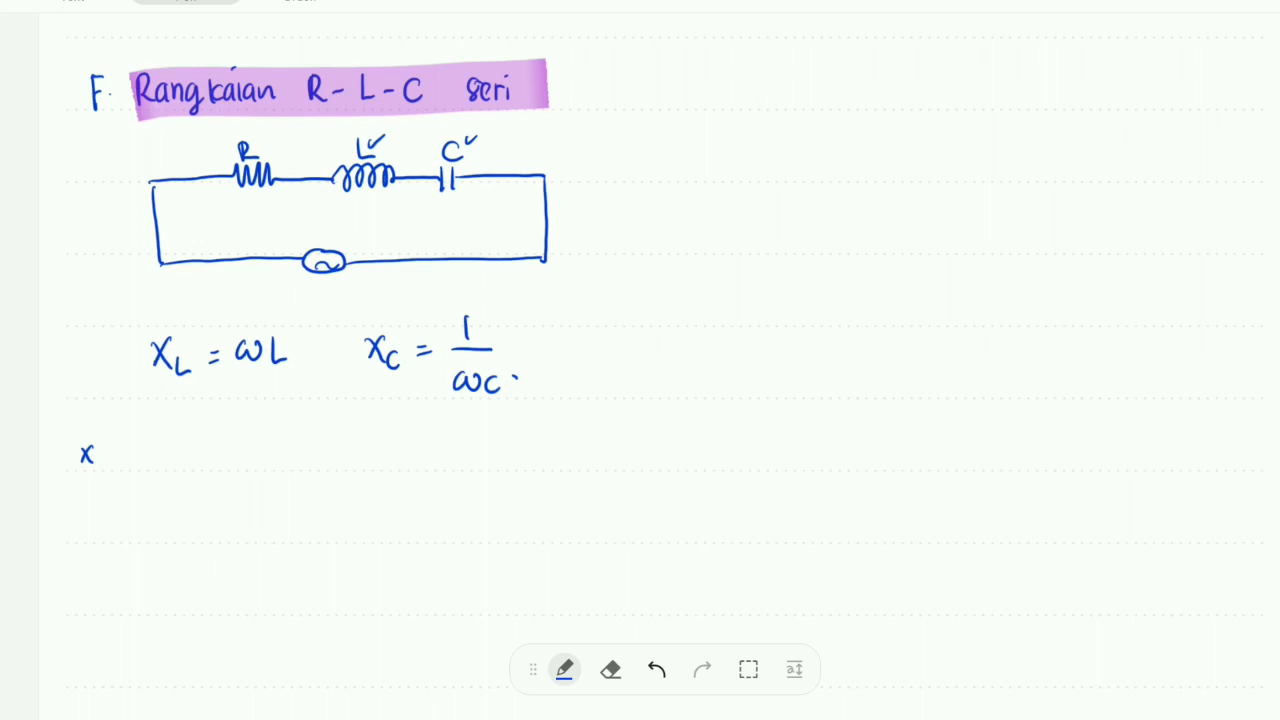 F. Rangkaian R - L - C seri
R L C
X_L = ωL X_C = 1/ωC
x